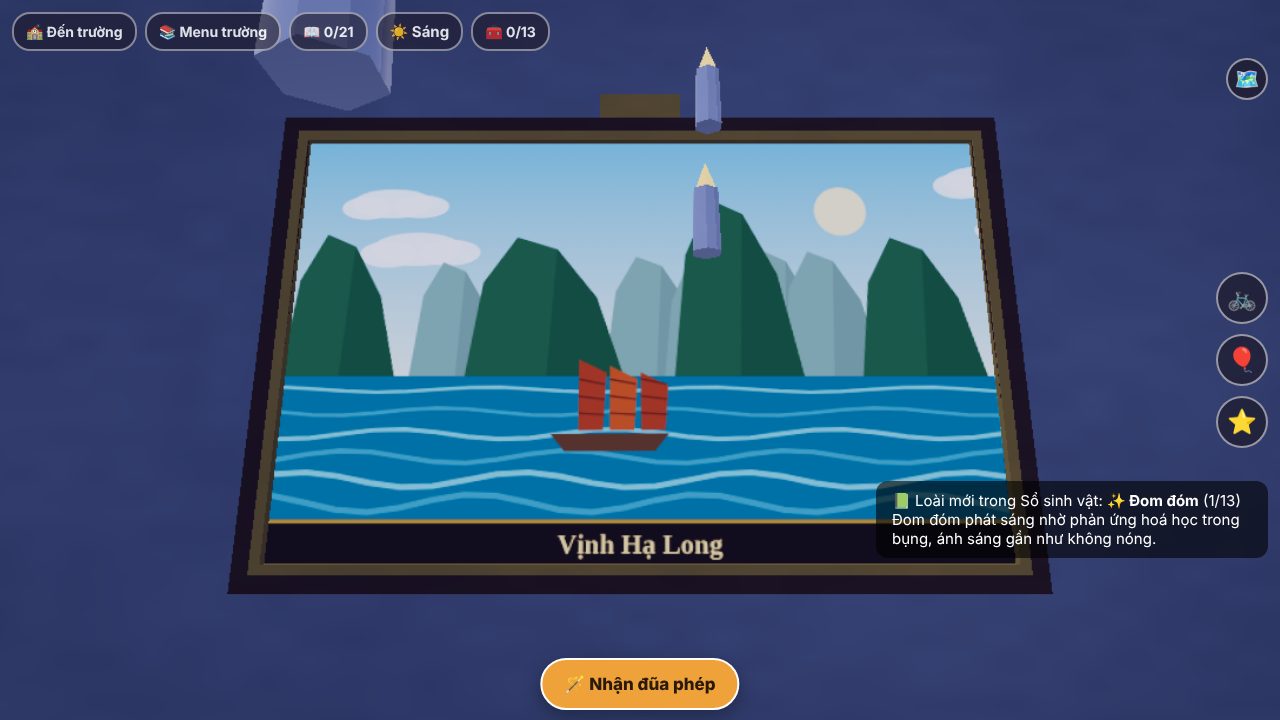 Đến trường
Menu trường
0/21
Sáng
0/13
Vịnh Hạ Long
Loài mới trong Sổ sinh vật: ✨ Đom đóm (1/13)
Đom đóm phát sáng nhờ phản ứng hoá học trong
bụng, ánh sáng gần như không nóng.
Nhận đũa phép